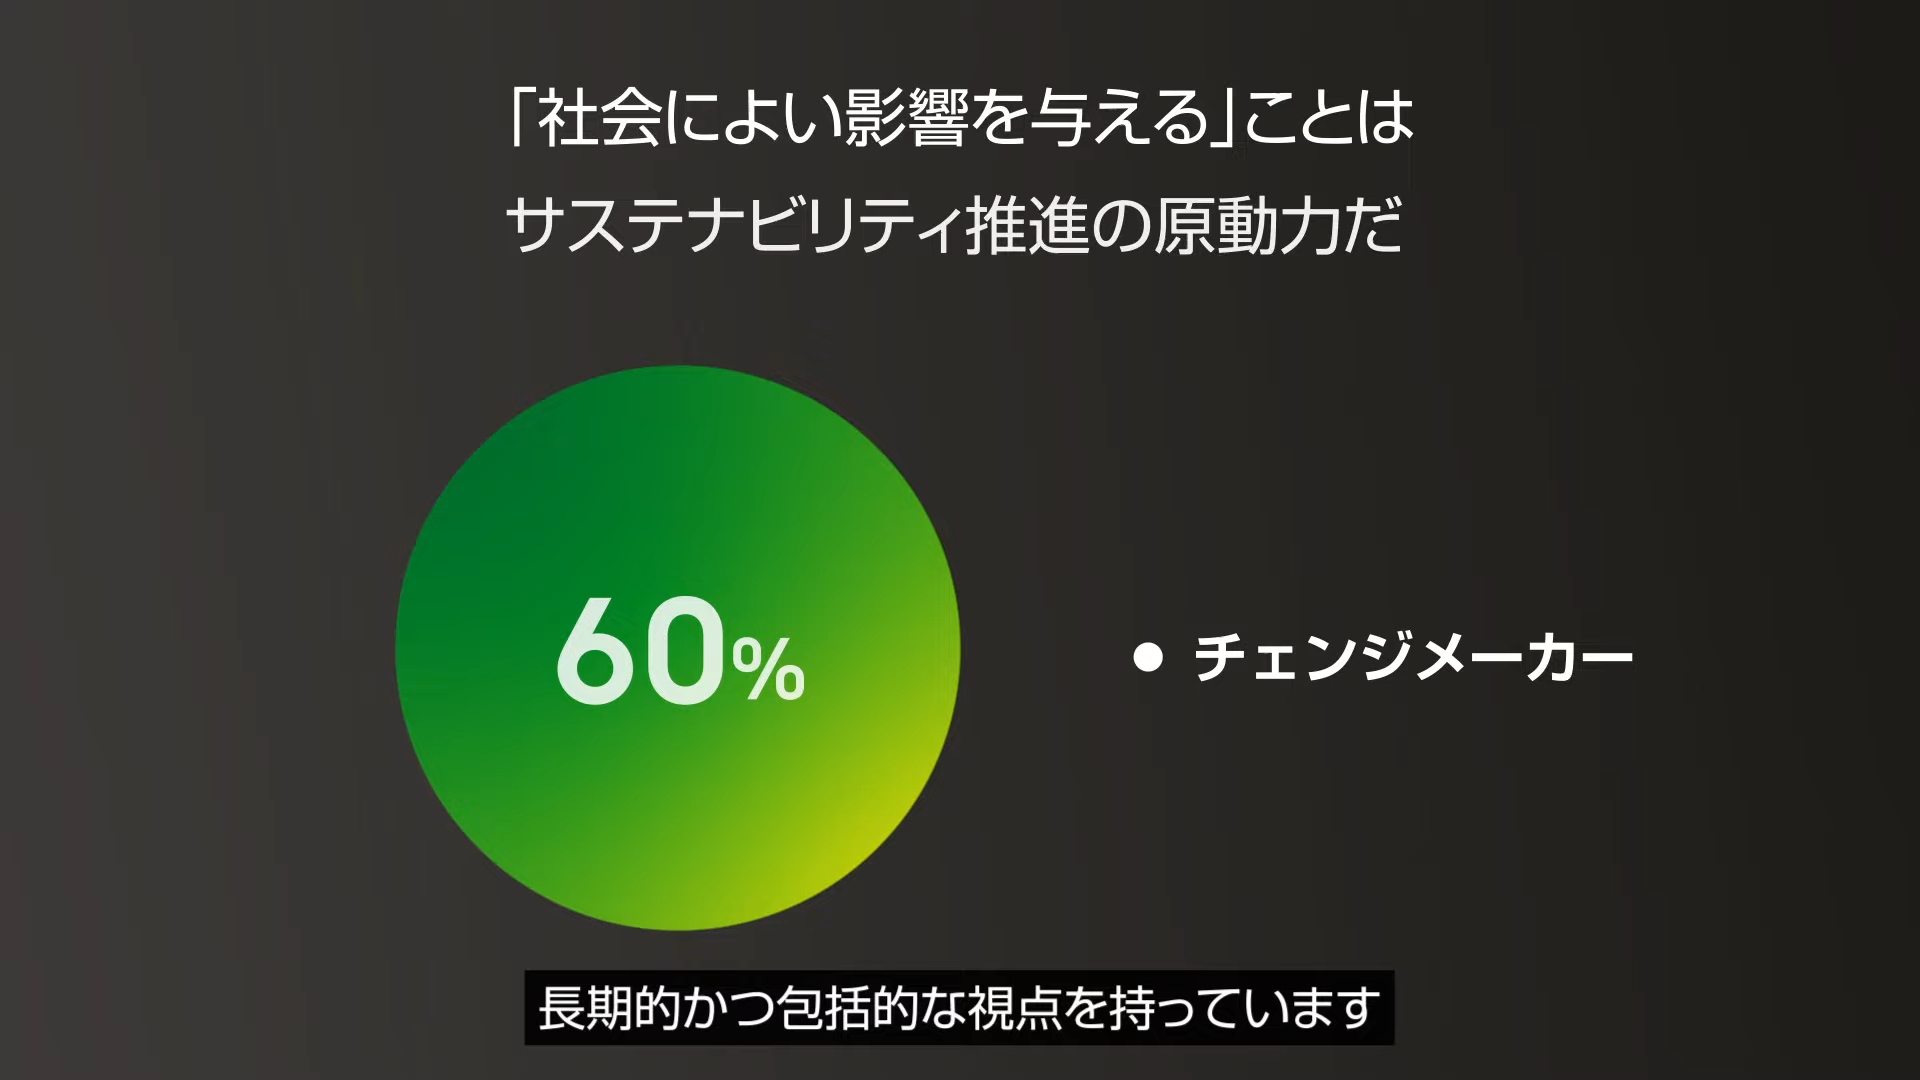 「社会によい影響を与える」ことは
サステナビリティ推進の原動力だ
60%
● チェンジメーカー
長期的かつ包括的な視点を持っています